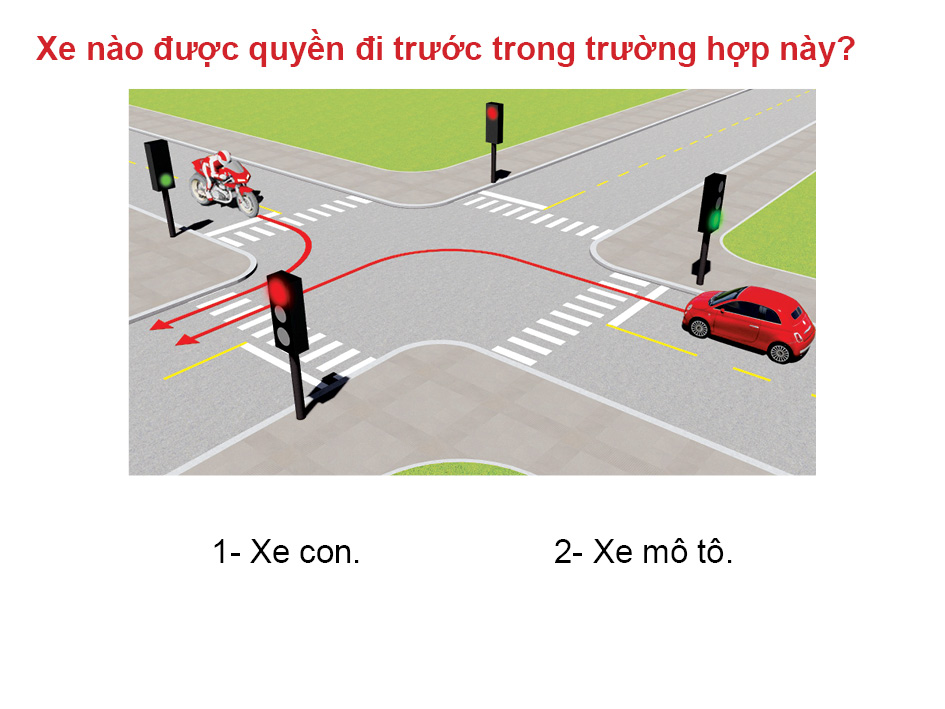 Xe nào được quyền đi trước trong trường hợp này?
1- Xe con. 2- Xe mô tô.